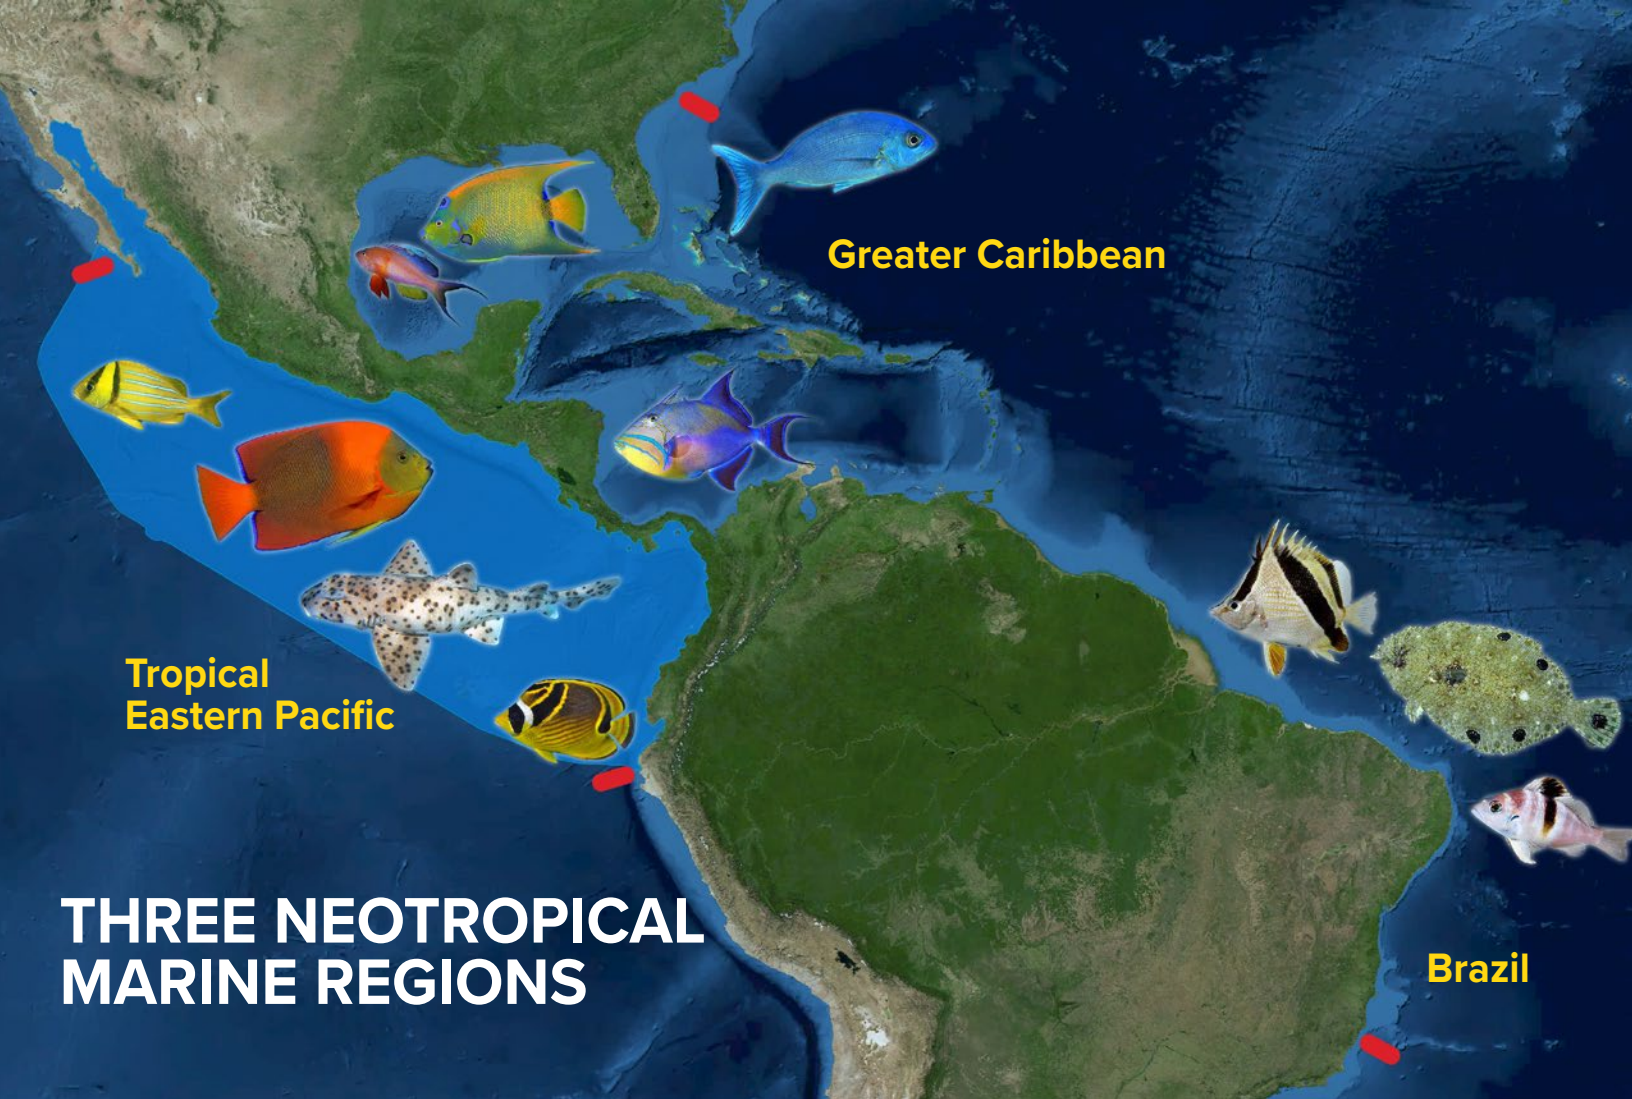 Greater Caribbean
Tropical
Eastern Pacific
THREE NEOTROPICAL
MARINE REGIONS
Brazil